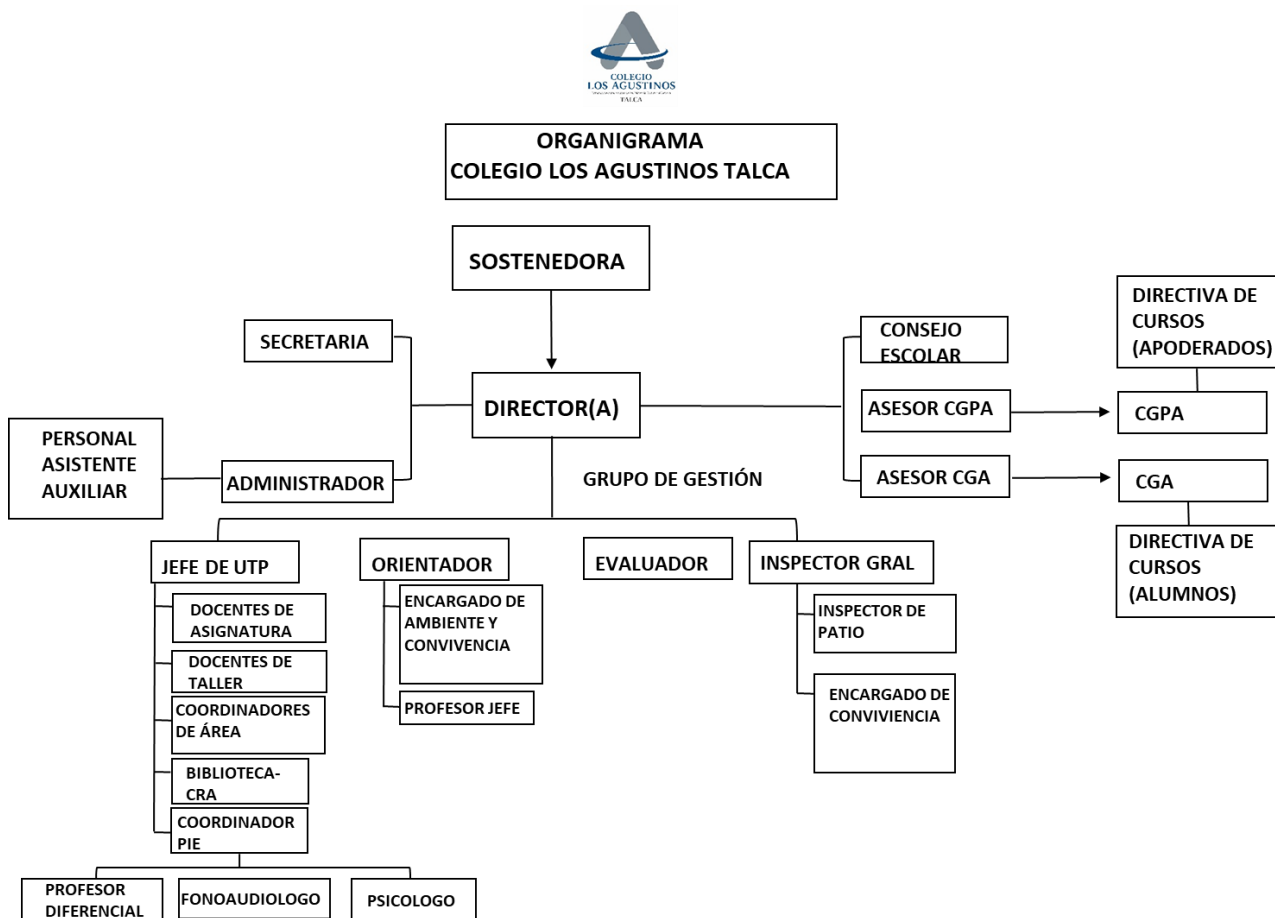 COLEGIO
LOS AGUSTINOS
TALCA
ORGANIGRAMA
COLEGIO LOS AGUSTINOS TALCA
SOSTENEDORA
DIRECTIVA DE
CURSOS
(APODERADOS)
SECRETARIA
CONSEJO
ESCOLAR
DIRECTOR(A)
ASESOR CGPA
CGPA
PERSONAL
ASISTENTE
AUXILIAR
ADMINISTRADOR
GRUPO DE GESTIÓN
ASESOR CGA
CGA
DIRECTIVA DE
CURSOS
(ALUMNOS)
JEFE DE UTP
ORIENTADOR
EVALUADOR
INSPECTOR GRAL
DOCENTES DE
ASIGNATURA
DOCENTES DE
TALLER
COORDINADORES
DE ÁREA
BIBLIOTECA-
CRA
COORDINADOR
PIE
ENCARGADO DE
AMBIENTE Y
CONVIVENCIA
PROFESOR JEFE
INSPECTOR DE
PATIO
ENCARGADO DE
CONVIVIENCIA
PROFESOR
DIFERENCIAL
FONOAUDIOLOGO
PSICOLOGO